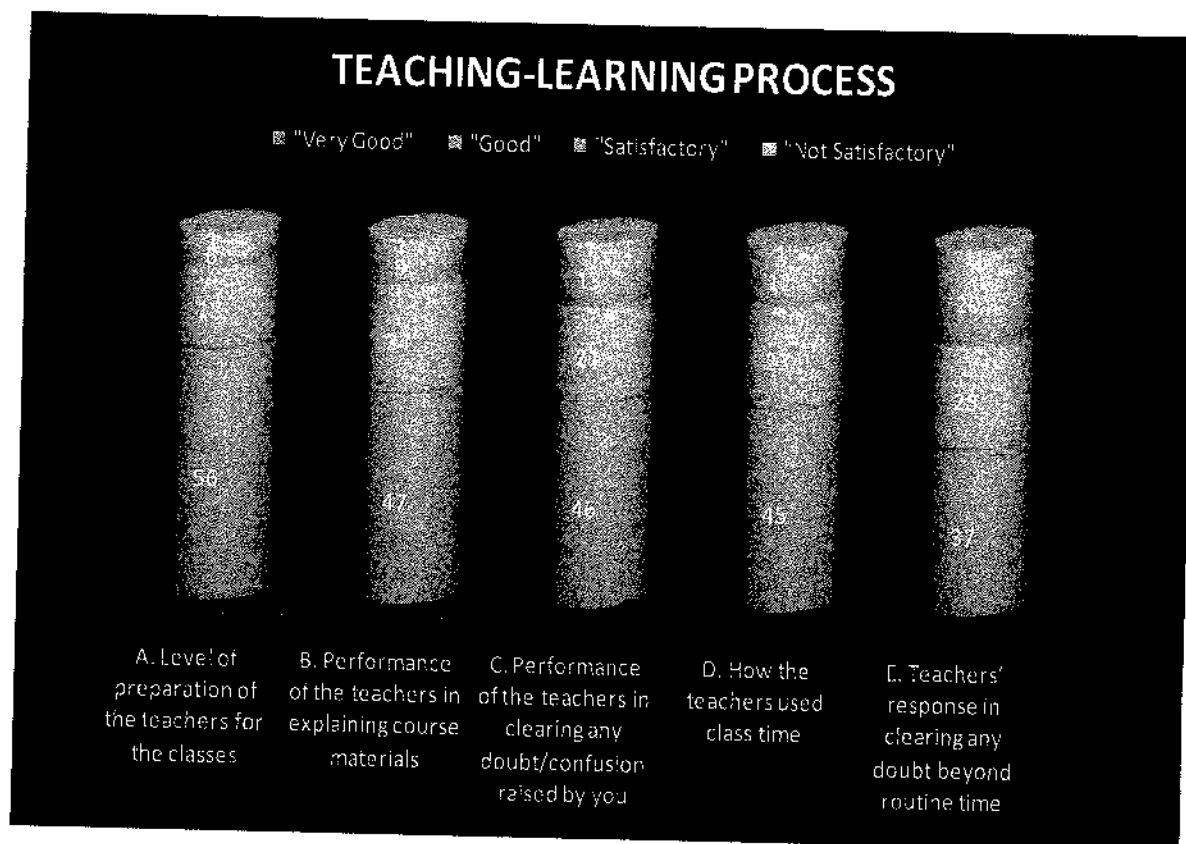 TEACHING-LEARNING PROCESS
"Very Good" "Good" "Satisfactory" "Not Satisfactory"
56
47
46
45
37
A. Level of preparation of the teachers for the classes
B. Performance of the teachers in explaining course materials
C. Performance of the teachers in clearing any doubt/confusion raised by you
D. How the teachers used class time
E. Teachers' response in clearing any doubt beyond routine time